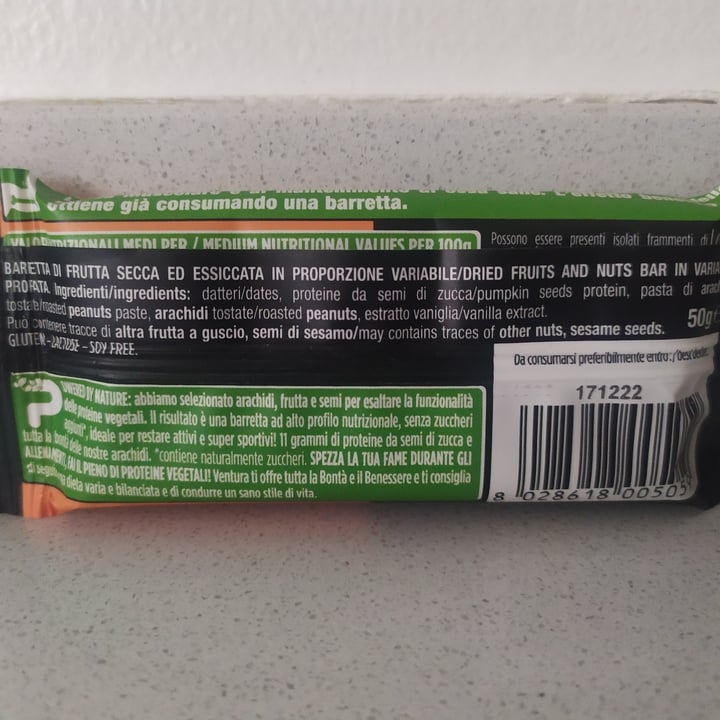 ottiene già consumando una barretta.
VALORI NUTRIZIONALI MEDI PER / MEDIUM NUTRITIONAL VALUES PER 100g
Possono essere presenti isolati frammenti di
BARETTA DI FRUTTA SECCA ED ESSICCATA IN PROPORZIONE VARIABILE/DRIED FRUITS AND NUTS BAR IN
Ingredienti/ingredients: datteri/dates, proteine da semi di zucca/pumpkin seeds protein, pasta di
tostate/roasted peanuts paste, arachidi tostate/roasted peanuts, estratto vaniglia/vanilla extract.
50g
Può contenere tracce di altra frutta a guscio, semi di sesamo/may contains traces of other nuts, sesame seeds.
GLUTEN - LACTOSE - SOY FREE.
Da consumarsi preferibilmente entro:
171222
POWERED BY NATURE: abbiamo selezionato arachidi, frutta e semi per esaltare la funzionalità
delle proteine vegetali. Il risultato è una barretta ad alto profilo nutrizionale, senza zuccheri
aggiunti*, ideale per restare attivi e super sportivi! 11 grammi di proteine da semi di zucca e
tutta la bontà delle nostre arachidi. *contiene naturalmente zuccheri. SPEZZA LA TUA FAME DURANTE GLI
ALLENAMENTI, FAI IL PIENO DI PROTEINE VEGETALI! Ventura ti offre tutta la Bontà e il Benessere e ti consiglia
di seguire una dieta varia e bilanciata e di condurre un sano stile di vita.
8 028618 00505